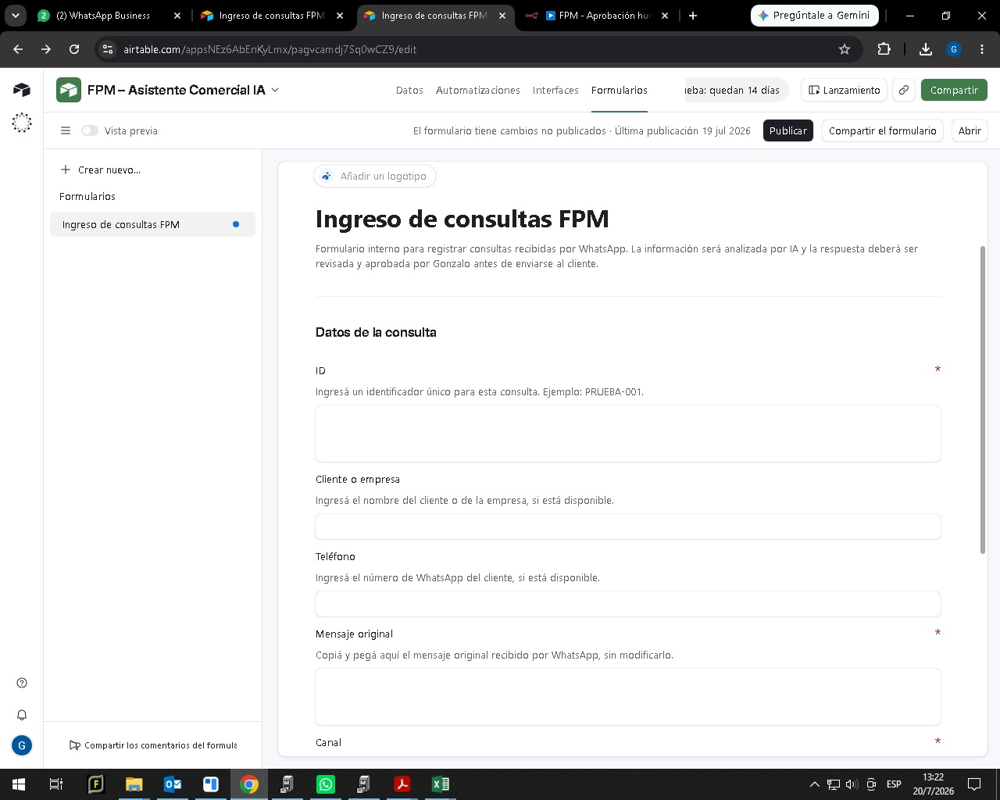 (2) WhatsApp Business
Ingreso de consultas FPM
Ingreso de consultas FPM
FPM - Aprobación hu
Pregúntale a Gemini
airtable.com/appsNEz6AbEnKyLmx/pagvcamdj7Sq0wCZ9/edit
G
FPM – Asistente Comercial IA
Datos
Automatizaciones
Interfaces
Formularios
ueba: quedan 14 días
Lanzamiento
Compartir
Vista previa
El formulario tiene cambios no publicados · Última publicación 19 jul 2026
Publicar
Compartir el formulario
Abrir
Crear nuevo...
Formularios
Ingreso de consultas FPM
Añadir un logotipo
Ingreso de consultas FPM
Formulario interno para registrar consultas recibidas por WhatsApp. La información será analizada por IA y la respuesta deberá ser
revisada y aprobada por Gonzalo antes de enviarse al cliente.
Datos de la consulta
ID *
Ingresá un identificador único para esta consulta. Ejemplo: PRUEBA-001.
Cliente o empresa
Ingresá el nombre del cliente o de la empresa, si está disponible.
Teléfono
Ingresá el número de WhatsApp del cliente, si está disponible.
Mensaje original *
Copiá y pegá aquí el mensaje original recibido por WhatsApp, sin modificarlo.
Canal *
Compartir los comentarios del formula
G
ESP
13:22
20/7/2026